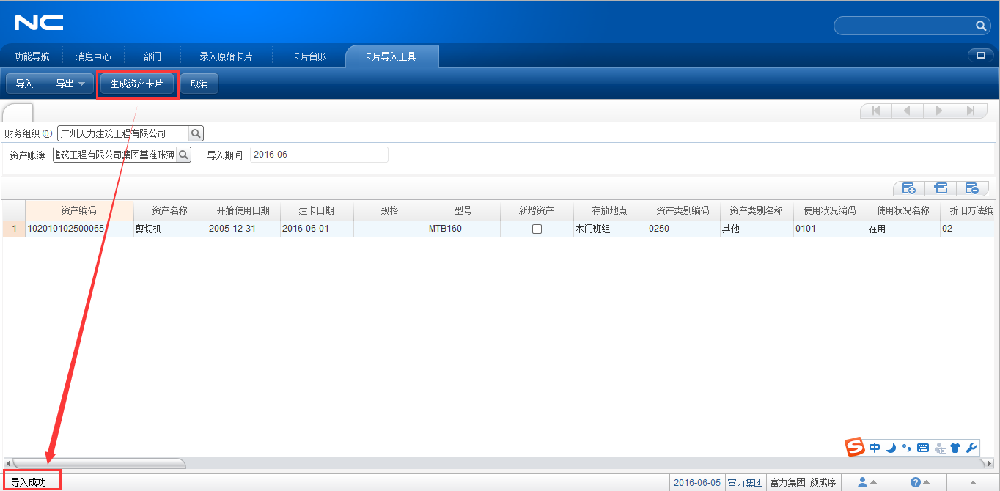 NC
功能导航 消息中心 部门 录入原始卡片 卡片台账 卡片导入工具
导入 导出 生成资产卡片 取消
财务组织(O) 广州天力建筑工程有限公司
资产账簿 建筑工程有限公司集团基准账薄 导入期间 2016-06
资产编码 资产名称 开始使用日期 建卡日期 规格 型号 新增资产 存放地点 资产类别编码 资产类别名称 使用状况编码 使用状况名称 折旧方法编
1 102010102500065 剪切机 2005-12-31 2016-06-01 MTB160 木门班组 0250 其他 0101 在用 02
中
导入成功 2016-06-05 富力集团 富力集团 颜成序